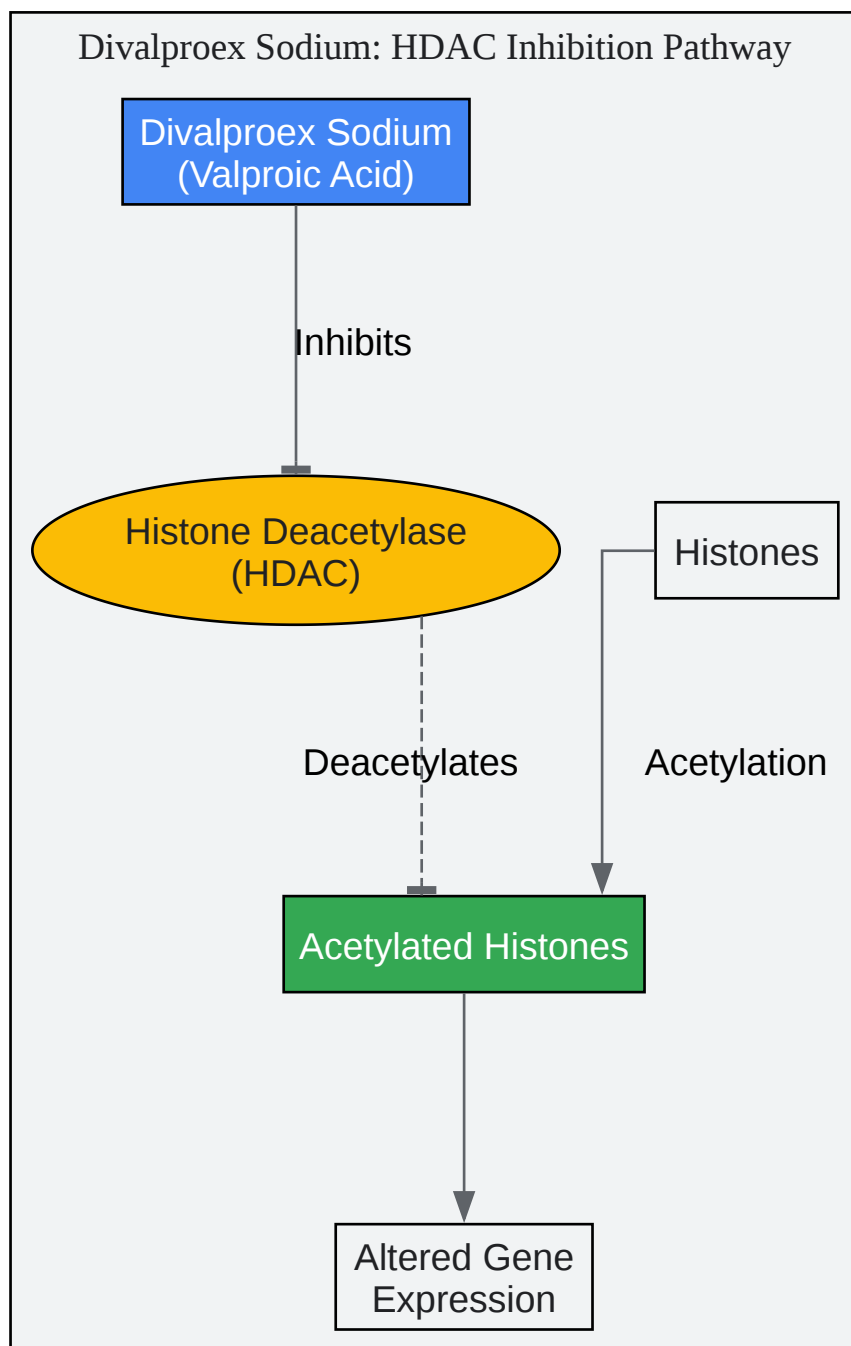 Divalproex Sodium: HDAC Inhibition Pathway
Divalproex Sodium
(Valproic Acid)
Inhibits
Histone Deacetylase
(HDAC)
Histones
Deacetylates
Acetylation
Acetylated Histones
Altered Gene
Expression